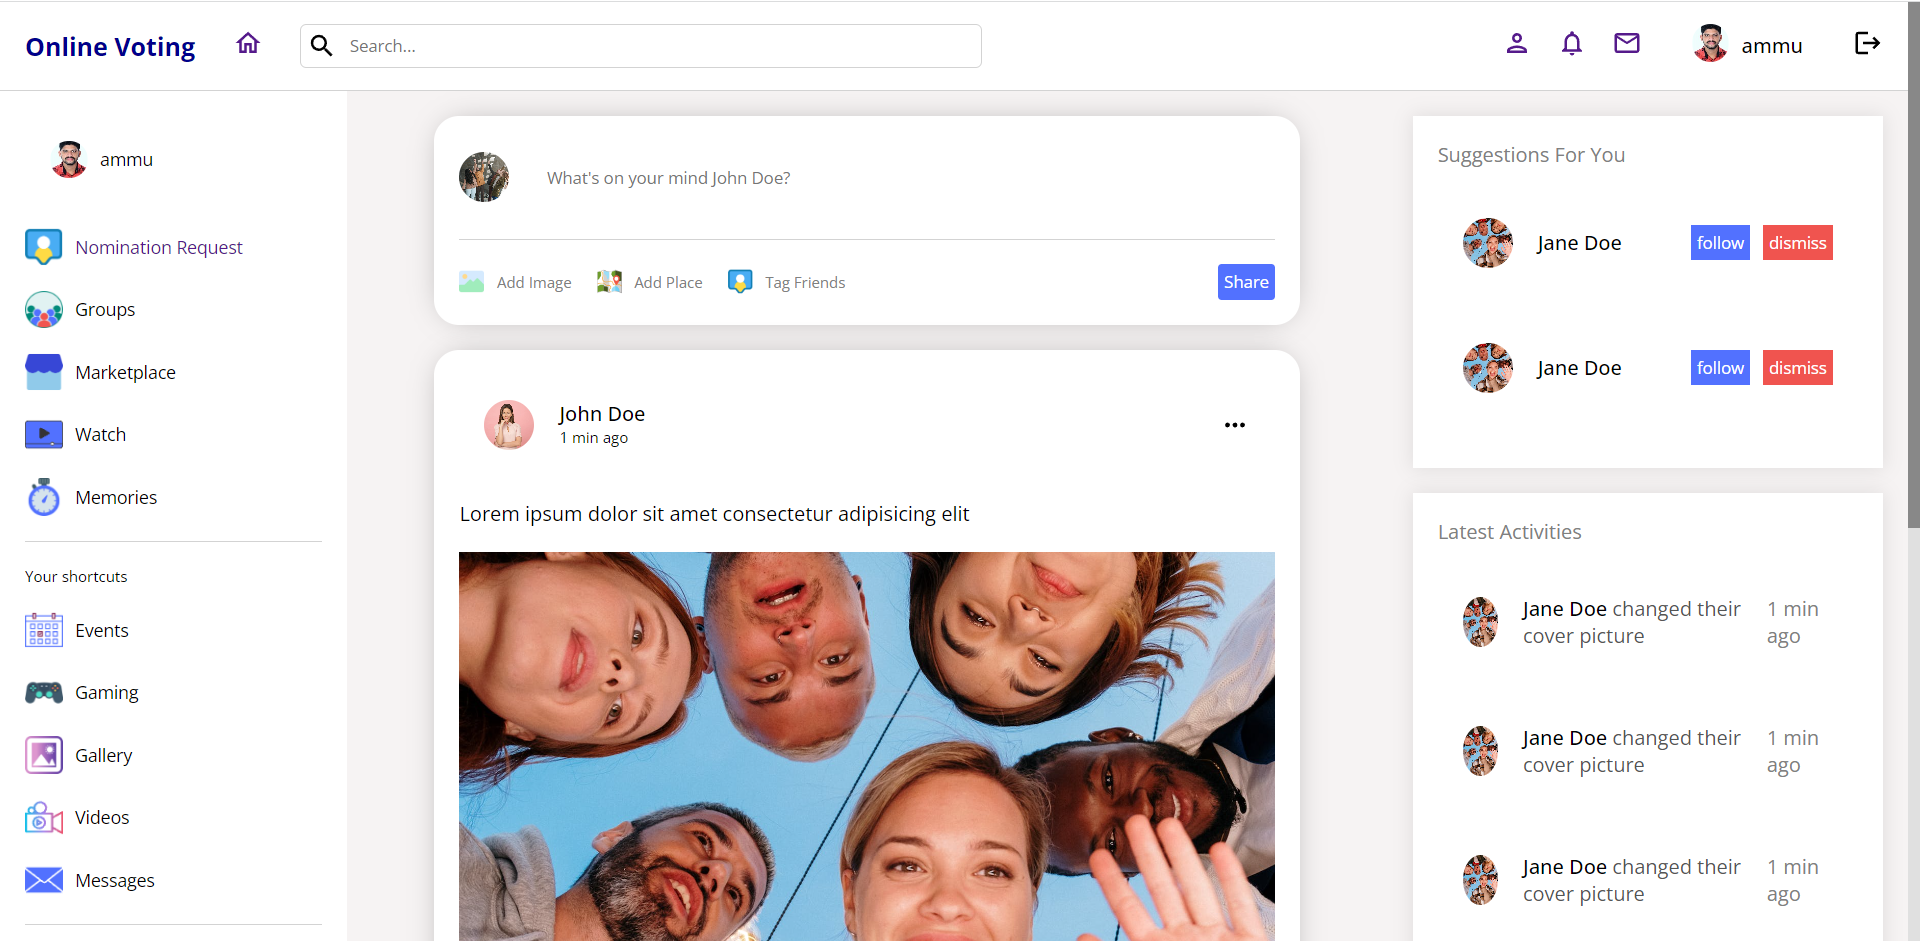 Online Voting
Search...
ammu
ammu
Nomination Request
Groups
Marketplace
Watch
Memories
Your shortcuts
Events
Gaming
Gallery
Videos
Messages
What's on your mind John Doe?
Add Image
Add Place
Tag Friends
Share
John Doe
1 min ago
Lorem ipsum dolor sit amet consectetur adipisicing elit
Suggestions For You
Jane Doe
follow
dismiss
Jane Doe
follow
dismiss
Latest Activities
Jane Doe changed their
cover picture
1 min
ago
Jane Doe changed their
cover picture
1 min
ago
Jane Doe changed their
cover picture
1 min
ago